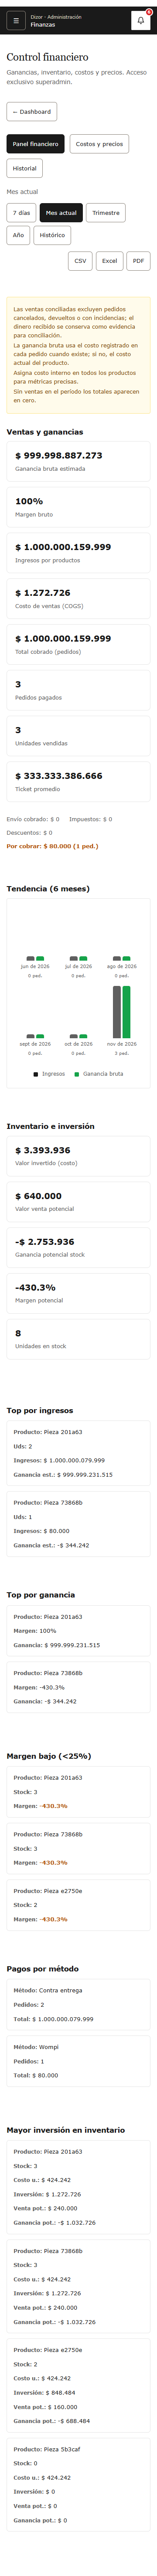 Dizor · Administración
Finanzas
Control financiero
Ganancias, inventario, costos y precios. Acceso
exclusivo superadmin.
← Dashboard
Panel financiero
Costos y precios
Historial
Mes actual
7 días
Mes actual
Trimestre
Año
Histórico
CSV
Excel
PDF
Las ventas conciliadas excluyen pedidos
cancelados, devueltos o con incidencias; el
dinero recibido se conserva como evidencia
para conciliación.
La ganancia bruta usa el costo registrado en
cada pedido cuando existe; si no, el costo
actual del producto.
Asigna costo interno a todos los productos
para métricas precisas.
Sin ventas en el período los totales aparecen
en cero.
Ventas y ganancias
$ 999.998.887.273
Ganancia bruta estimada
100%
Margen bruto
$ 1.000.000.159.999
Ingresos por productos
$ 1.272.726
Costo de ventas (COGS)
$ 1.000.000.159.999
Total cobrado (pedidos)
3
Pedidos pagados
3
Unidades vendidas
$ 333.333.386.666
Ticket promedio
Envío cobrado: $ 0 Impuestos: $ 0
Descuentos: $ 0
Por cobrar: $ 80.000 (1 ped.)
Tendencia (6 meses)
jun de 2026 jul de 2026 ago de 2026
0 ped. 0 ped. 0 ped.
sept de 2026 oct de 2026 nov de 2026
0 ped. 0 ped. 3 ped.
Ingresos Ganancia bruta
Inventario e inversión
$ 3.393.936
Valor invertido (costo)
$ 640.000
Valor venta potencial
-$ 2.753.936
Ganancia potencial stock
-430.3%
Margen potencial
8
Unidades en stock
Top por ingresos
Producto: Pieza 201a63
Uds: 2
Ingresos: $ 1.000.000.079.999
Ganancia est.: $ 999.999.231.515
Producto: Pieza 73868b
Uds: 1
Ingresos: $ 80.000
Ganancia est.: -$ 344.242
Top por ganancia
Producto: Pieza 201a63
Margen: 100%
Ganancia: $ 999.999.231.515
Producto: Pieza 73868b
Margen: -430.3%
Ganancia: -$ 344.242
Margen bajo (<25%)
Producto: Pieza 201a63
Stock: 3
Margen: -430.3%
Producto: Pieza 73868b
Stock: 3
Margen: -430.3%
Producto: Pieza e2750e
Stock: 2
Margen: -430.3%
Pagos por método
Método: Contra entrega
Pedidos: 2
Total: $ 1.000.000.079.999
Método: Wompi
Pedidos: 1
Total: $ 80.000
Mayor inversión en inventario
Producto: Pieza 201a63
Stock: 3
Costo u.: $ 424.242
Inversión: $ 1.272.726
Venta pot.: $ 240.000
Ganancia pot.: -$ 1.032.726
Producto: Pieza 73868b
Stock: 3
Costo u.: $ 424.242
Inversión: $ 1.272.726
Venta pot.: $ 240.000
Ganancia pot.: -$ 1.032.726
Producto: Pieza e2750e
Stock: 2
Costo u.: $ 424.242
Inversión: $ 848.484
Venta pot.: $ 160.000
Ganancia pot.: -$ 688.484
Producto: Pieza 5b3caf
Stock: 0
Costo u.: $ 424.242
Inversión: $ 0
Venta pot.: $ 0
Ganancia pot.: $ 0